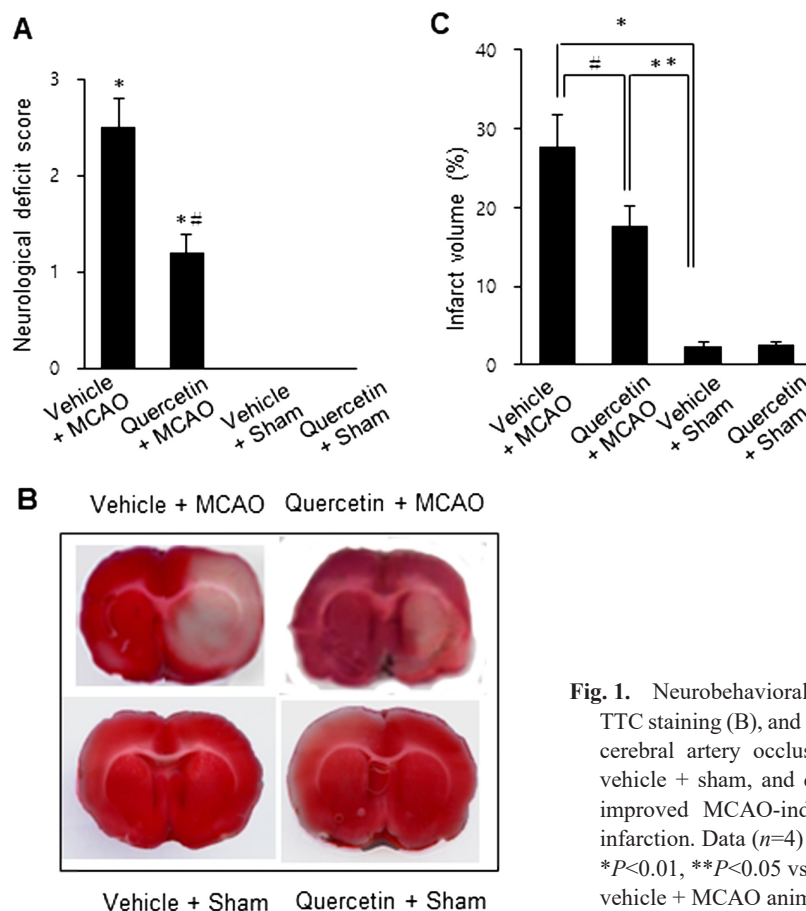 A
Neurological deficit score
3
2
1
0
*
*#
Vehicle
+ MCAO
Quercetin
+ MCAO
Vehicle
+ Sham
Quercetin
+ Sham
C
Infarct volume (%)
40
30
20
10
0
*
#
**
Vehicle
+ MCAO
Quercetin
+ MCAO
Vehicle
+ Sham
Quercetin
+ Sham
B
Vehicle + MCAO Quercetin + MCAO
Vehicle + Sham Quercetin + Sham
Fig. 1. Neurobehavioral
TTC staining (B), and
cerebral artery occlus
vehicle + sham, and
improved MCAO-ind
infarction. Data (n=4)
*P<0.01, **P<0.05 vs
vehicle + MCAO anim